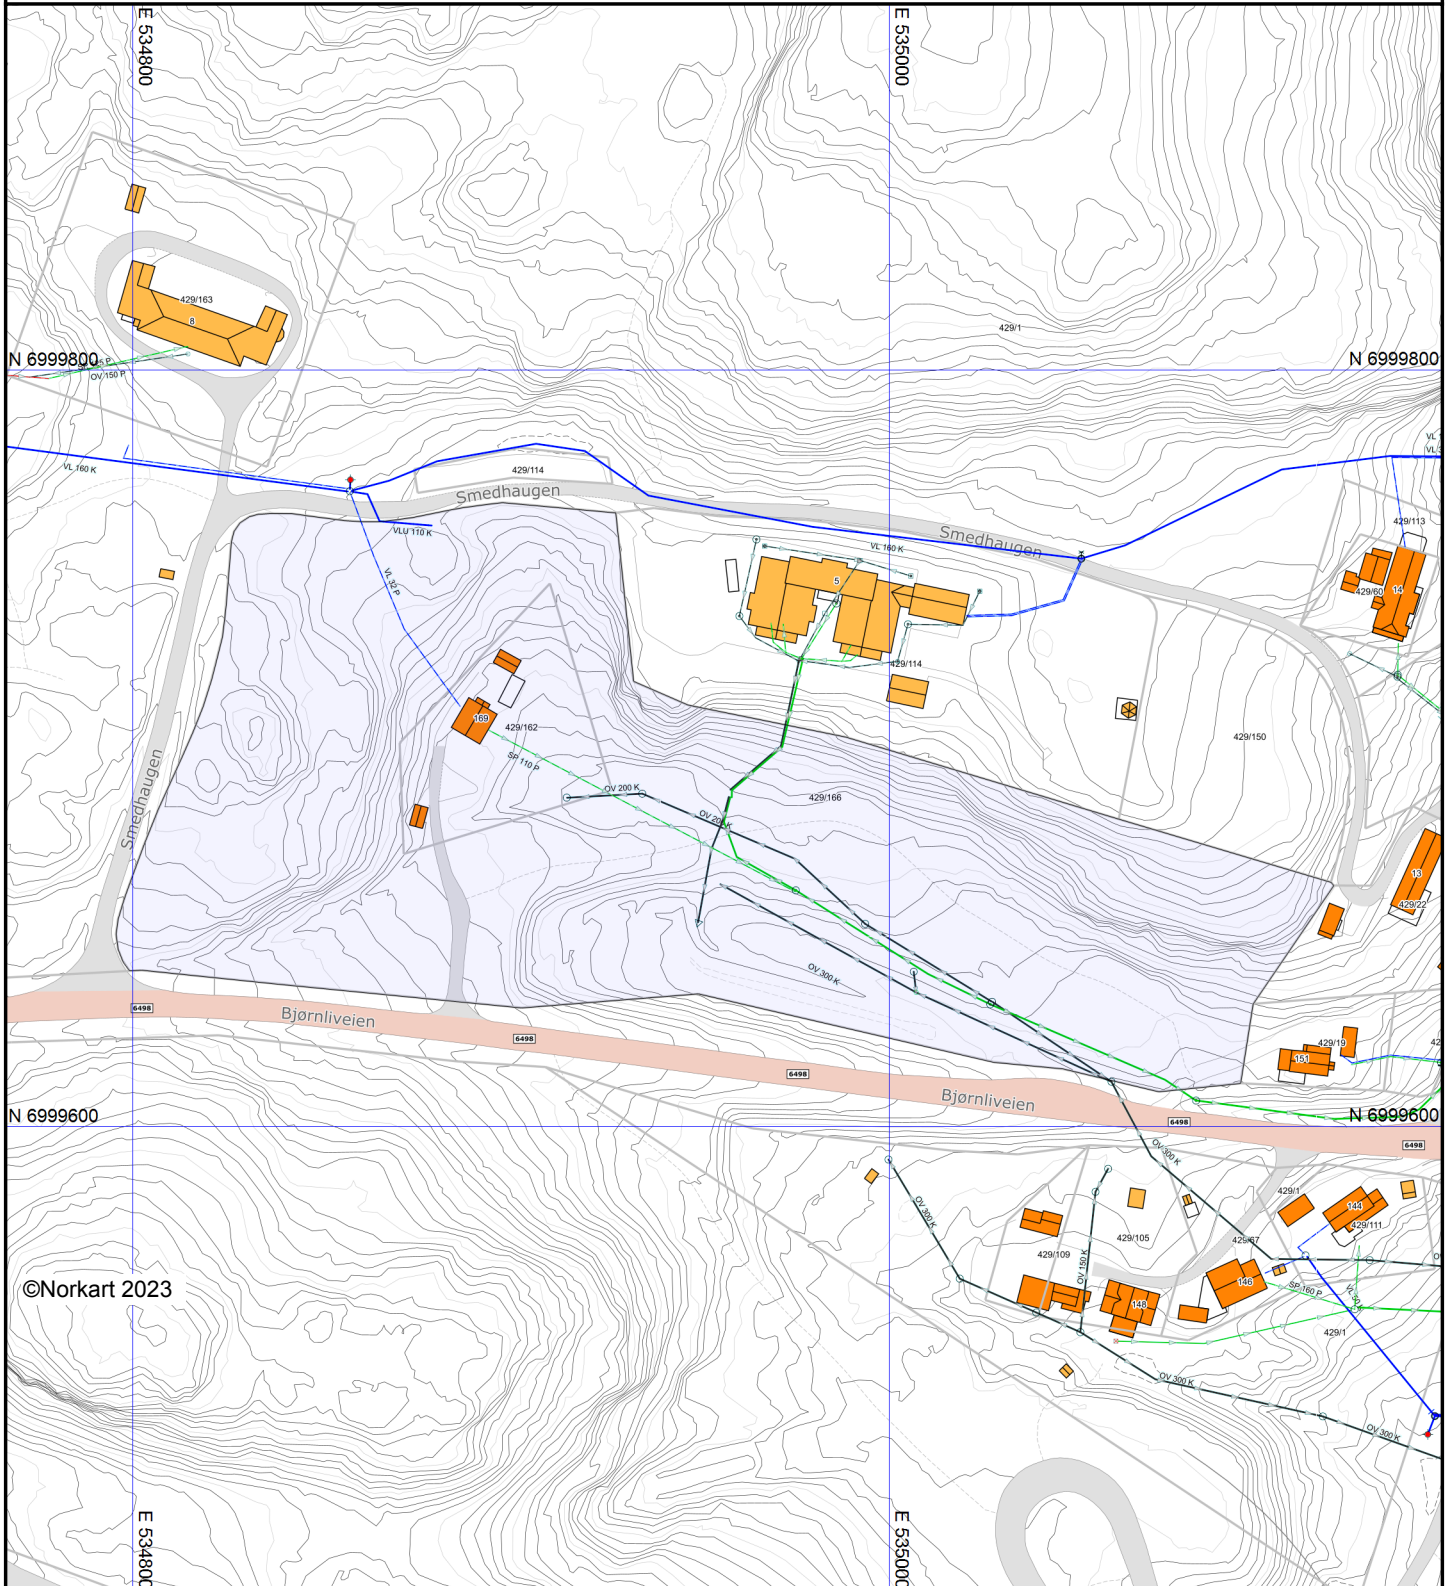 E 534800
E 535000
429/163
8
429/1
N 6999800
N 6999800
OV 150 P
VL 160 K
429/114
Smedhaugen
VLU 110 K
VL 160 K
Smedhaugen
429/113
5
VL 32 P
429/60
14
429/114
169
429/162
429/150
SP 110 P
OV 200 K
429/166
OV 200 K
Smedhaugen
13
429/22
OV 300 K
6498
Bjørnliveien
6498
429/19
151
6498
Bjørnliveien
N 6999600
N 6999600
6498
6498
OV 300 K
429/1
OV 300 K
144
429/111
429/105
429/67
429/109
OV 150 K
©Norkart 2023
146
SP 160 P
148
429/1
OV 300 K
OV 300 K
E 534800
E 535000